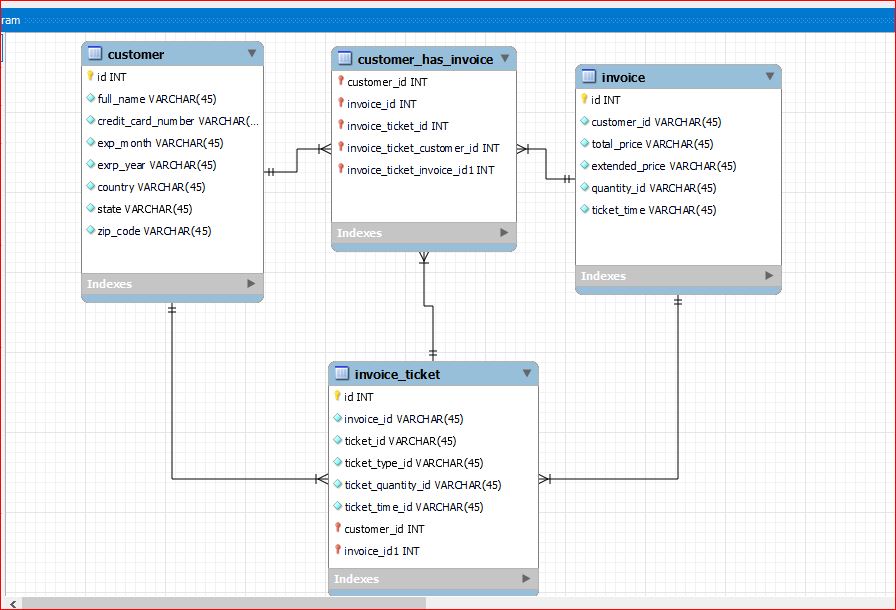 ram
customer
id INT
full_name VARCHAR(45)
credit_card_number VARCHAR(...
exp_month VARCHAR(45)
exrp_year VARCHAR(45)
country VARCHAR(45)
state VARCHAR(45)
zip_code VARCHAR(45)
Indexes
customer_has_invoice
customer_id INT
invoice_id INT
invoice_ticket_id INT
invoice_ticket_customer_id INT
invoice_ticket_invoice_id1 INT
Indexes
invoice
id INT
customer_id VARCHAR(45)
total_price VARCHAR(45)
extended_price VARCHAR(45)
quantity_id VARCHAR(45)
ticket_time VARCHAR(45)
Indexes
invoice_ticket
id INT
invoice_id VARCHAR(45)
ticket_id VARCHAR(45)
ticket_type_id VARCHAR(45)
ticket_quantity_id VARCHAR(45)
ticket_time_id VARCHAR(45)
customer_id INT
invoice_id1 INT
Indexes